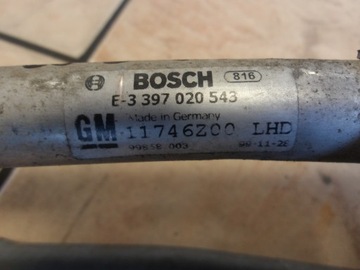 BOSCH 816
E-3 397 020 543
Made in Germany
GM 11746Z00 LHD